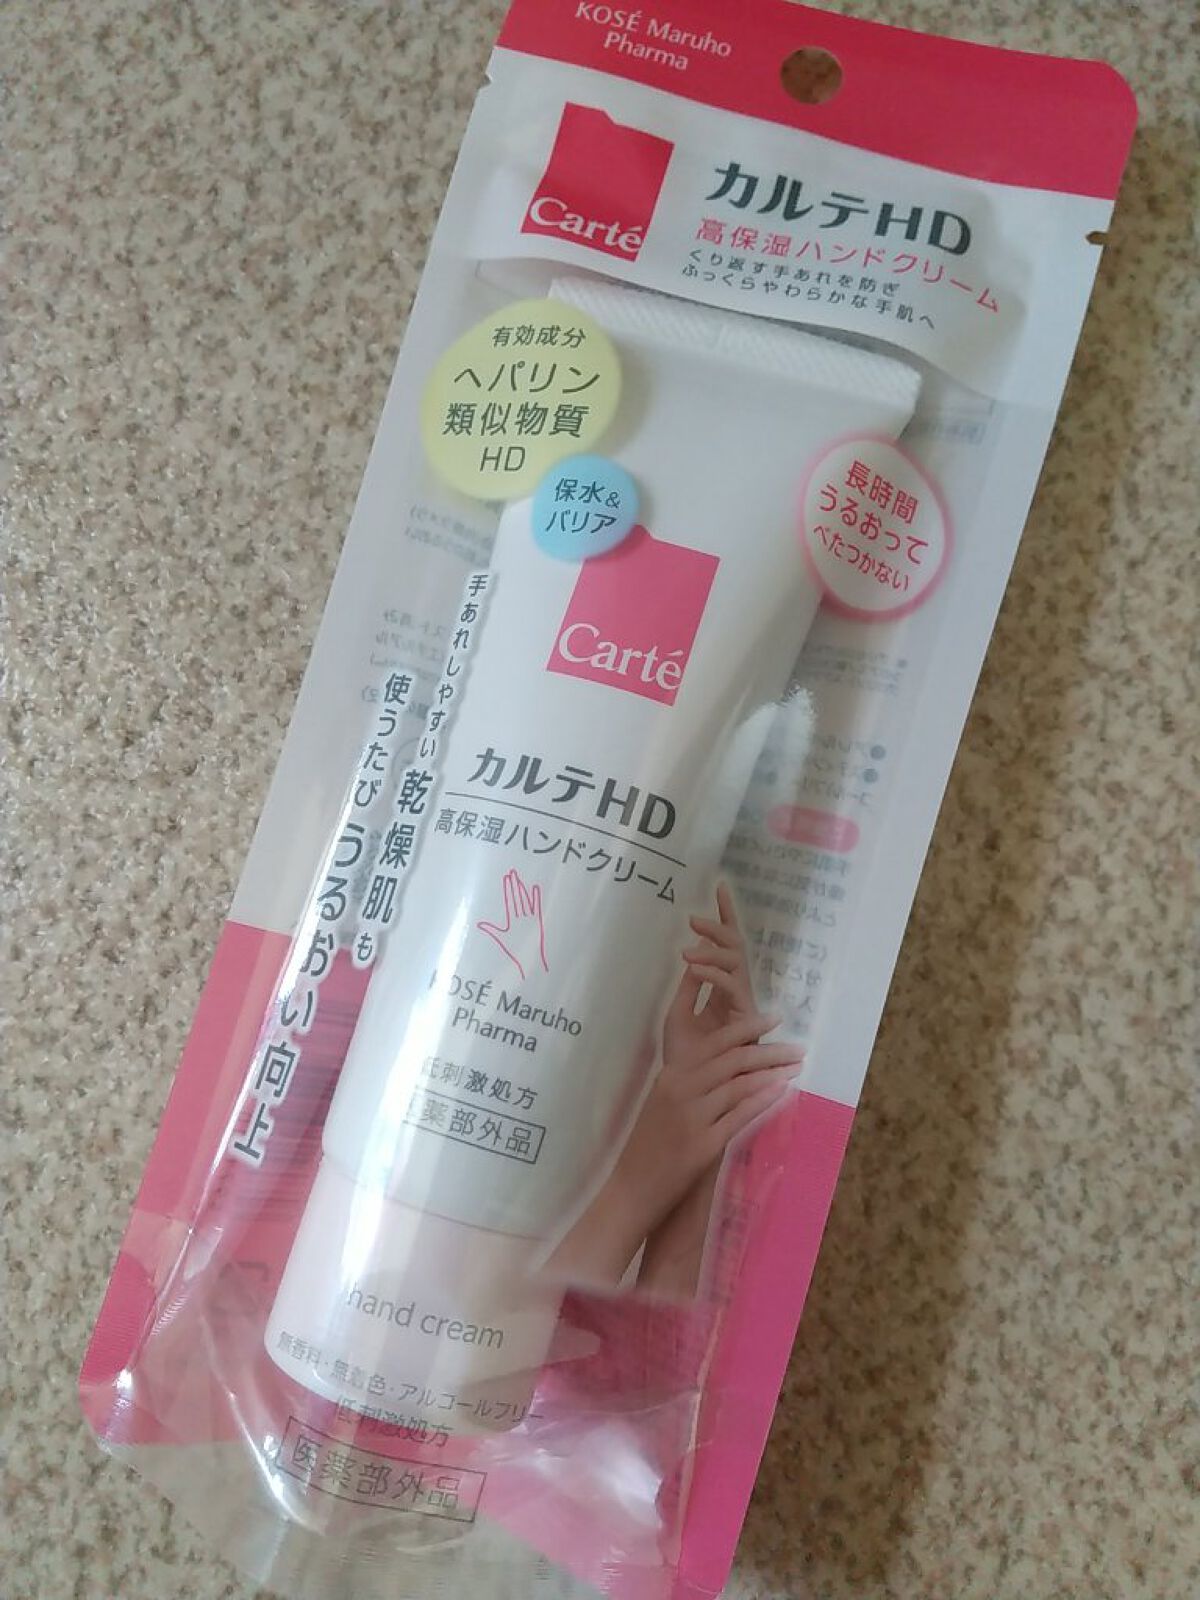 KOSÉ Maruho
Pharma
Carté
カルテHD
高保湿ハンドクリーム
くり返す手あれを防ぎ
ふっくらやわらかな手肌へ
有効成分
ヘパリン
類似物質
HD
保水&
バリア
長時間
うるおって
べたつかない
手あれしやすい
乾燥肌も
使うたび
うるおい向上
Carté
カルテHD
高保湿ハンドクリーム
KOSÉ Maruho
Pharma
低刺激処方
医薬部外品
hand cream
無香料・無着色・アルコールフリー
低刺激処方
医薬部外品